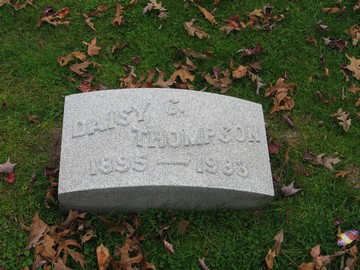 DAISY G.
THOMPSON
1895 — 1983